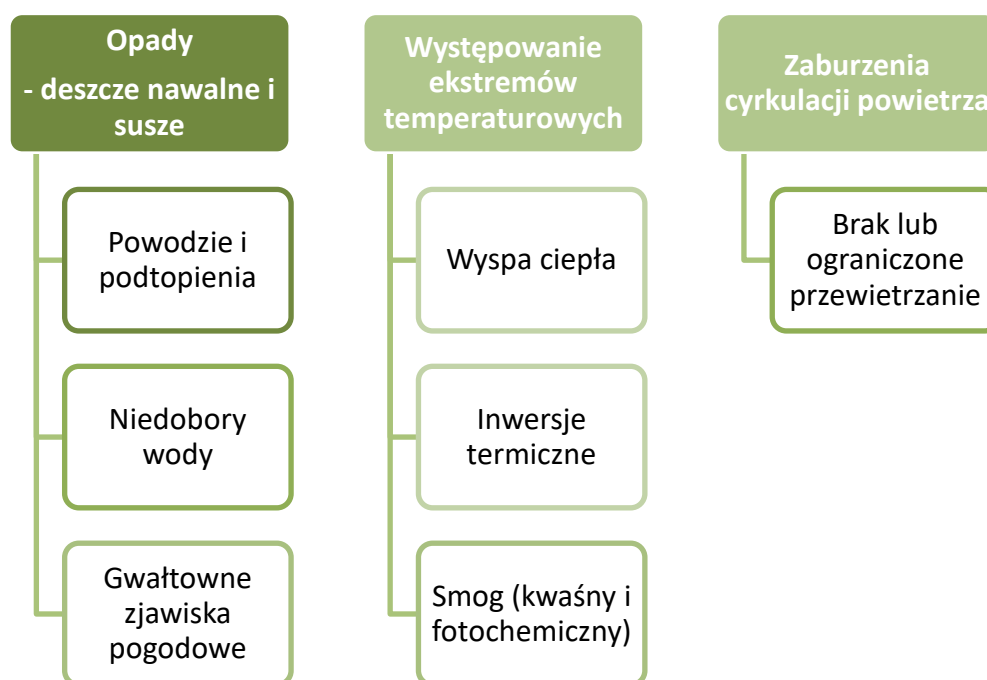 Opady
- deszcze nawalne i
susze
Powodzie i
podtopienia
Niedobory
wody
Gwałtowne
zjawiska
pogodowe
Występowanie
ekstremów
temperaturowych
Wyspa ciepła
Inwersje
termiczne
Smog (kwaśny i
fotochemiczny)
Zaburzenia
cyrkulacji powietrza
Brak lub
ograniczone
przewietrzanie